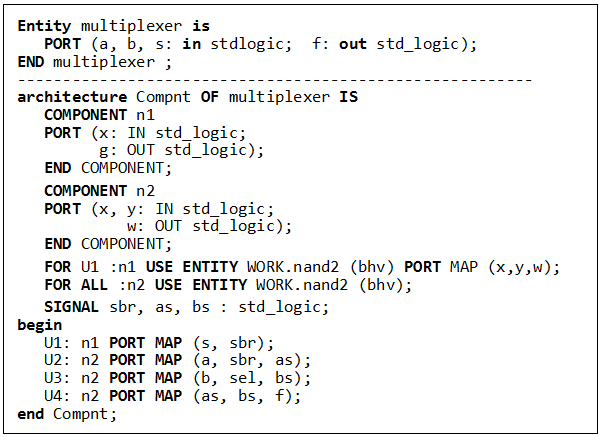 Entity multiplexer is
PORT (a, b, s: in stdlogic; f: out std_logic);
END multiplexer ;
--------------------------------------------------------
architecture Compnt OF multiplexer IS
COMPONENT n1
PORT (x: IN std_logic;
g: OUT std_logic);
END COMPONENT;
COMPONENT n2
PORT (x, y: IN std_logic;
w: OUT std_logic);
END COMPONENT;
FOR U1 :n1 USE ENTITY WORK.nand2 (bhv) PORT MAP (x,y,w);
FOR ALL :n2 USE ENTITY WORK.nand2 (bhv);
SIGNAL sbr, as, bs : std_logic;
begin
U1: n1 PORT MAP (s, sbr);
U2: n2 PORT MAP (a, sbr, as);
U3: n2 PORT MAP (b, sel, bs);
U4: n2 PORT MAP (as, bs, f);
end Compnt;